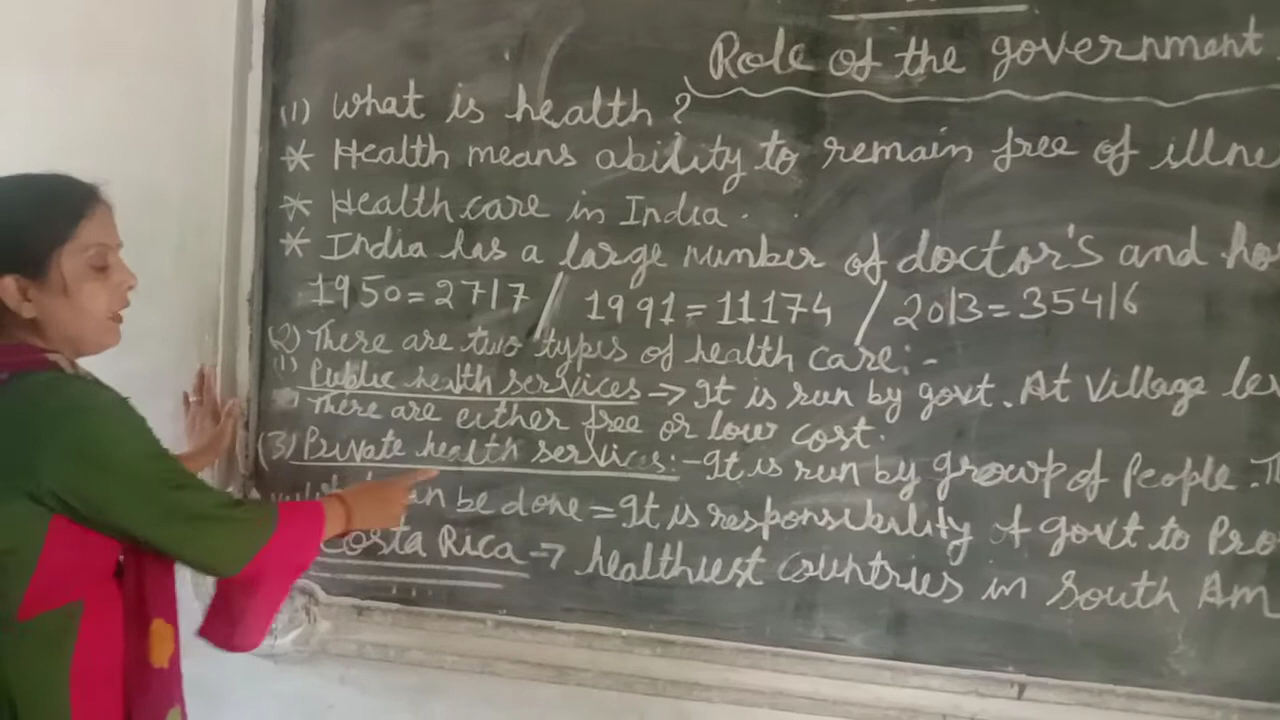 Role of the government
(1) What is health?
* Health means ability to remain free of illne
* Health care in India.
* India has a large number of doctor's and ho
1950=2717 / 1991=11174 / 2013=35416
(2) There are two types of health care:-
(1) Public health services → It is run by govt. At Village lev
There are either free or low cost.
(3) Private health services:- It is run by growp of People. T
can be done = It is responsibility of govt to Pro
Costa Rica → healthiest countries in South Am